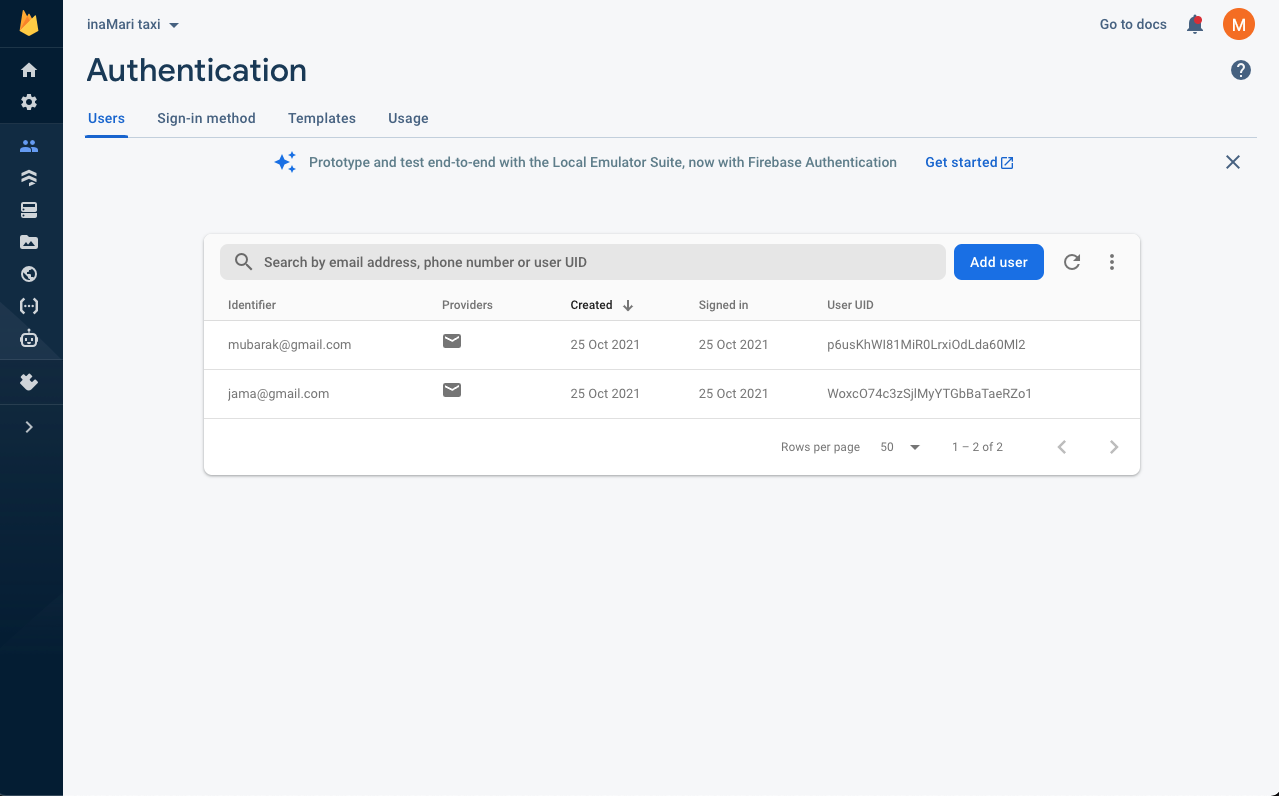 inaMari taxi
Go to docs
M
Authentication
Users Sign-in method Templates Usage
Prototype and test end-to-end with the Local Emulator Suite, now with Firebase Authentication Get started
Search by email address, phone number or user UID
Add user
Identifier Providers Created Signed in User UID
mubarak@gmail.com 25 Oct 2021 25 Oct 2021 p6usKhWI81MiR0LrxiOdLda60Ml2
jama@gmail.com 25 Oct 2021 25 Oct 2021 WoxcO74c3zSjlMyYTGbBaTaeRZo1
Rows per page 50 1 – 2 of 2